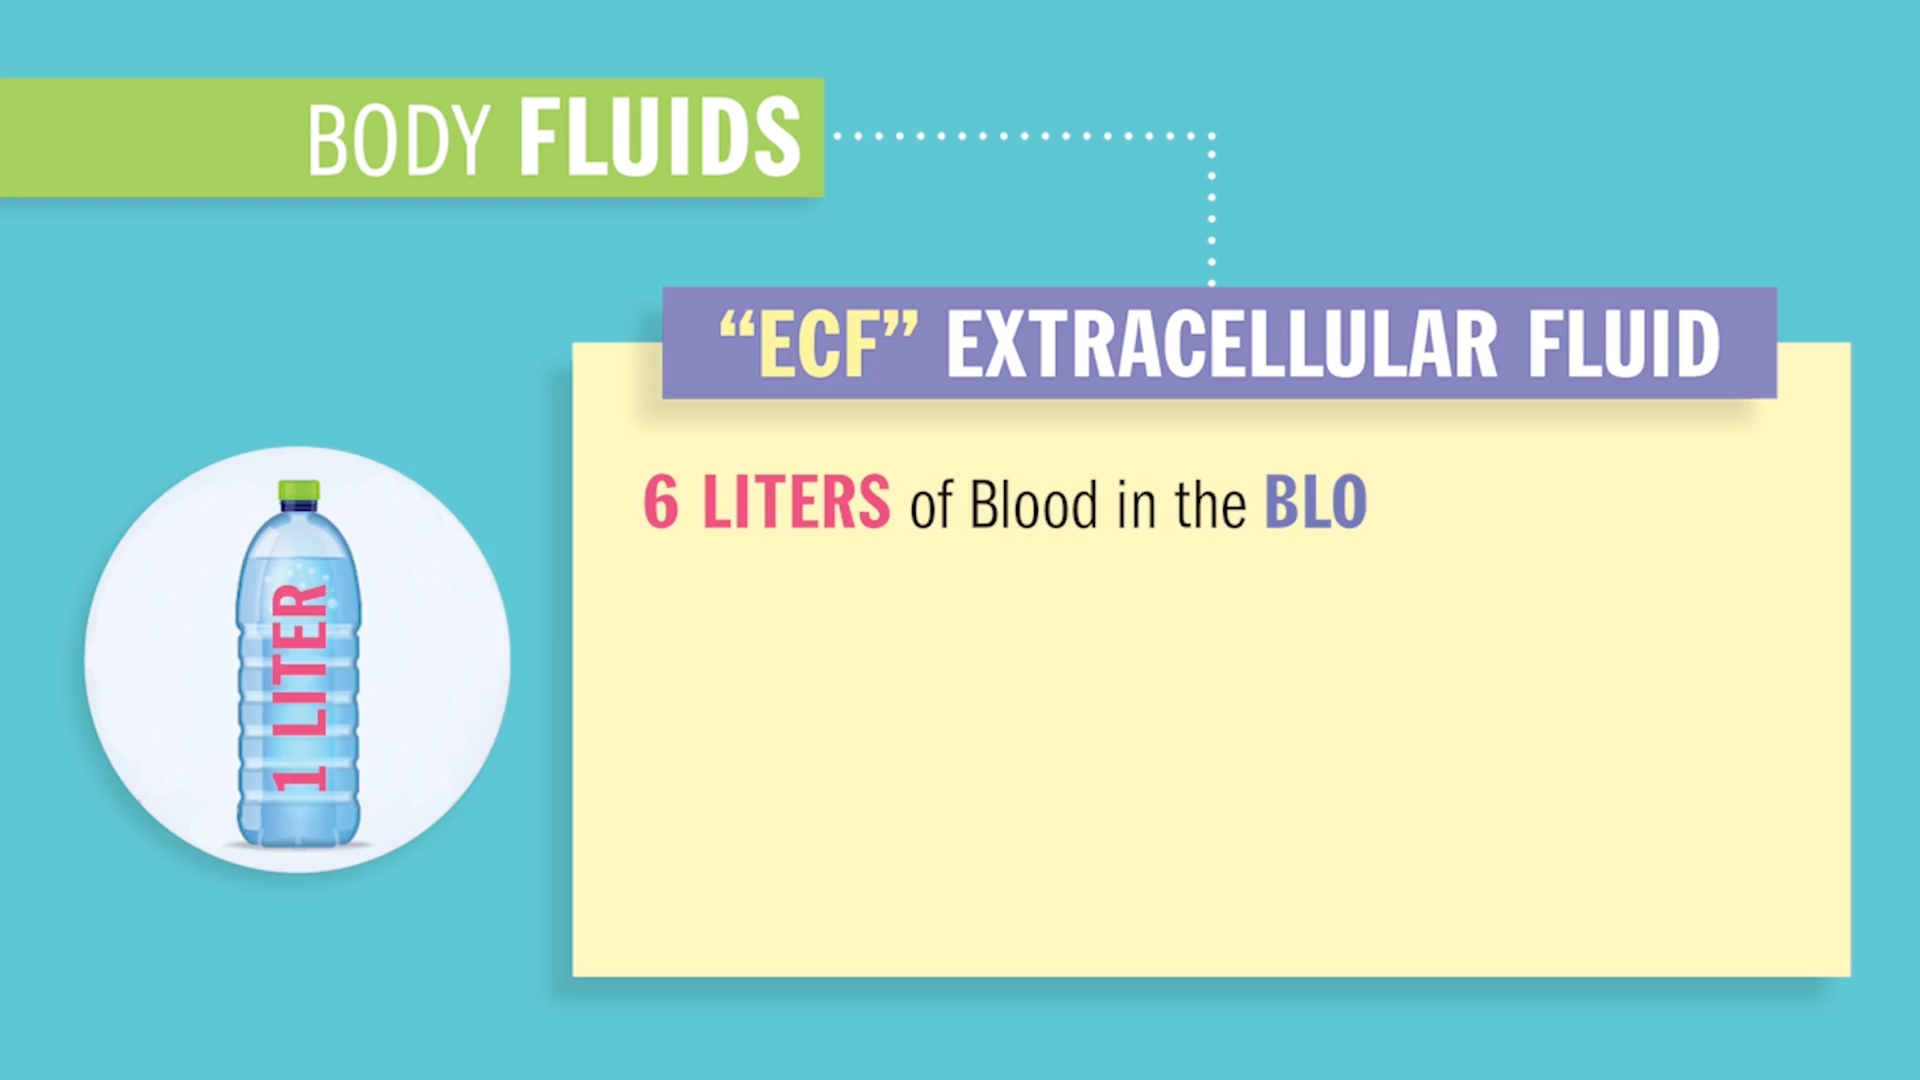 BODY FLUIDS
“ECF” EXTRACELLULAR FLUID
6 LITERS of Blood in the BLO
1 LITER